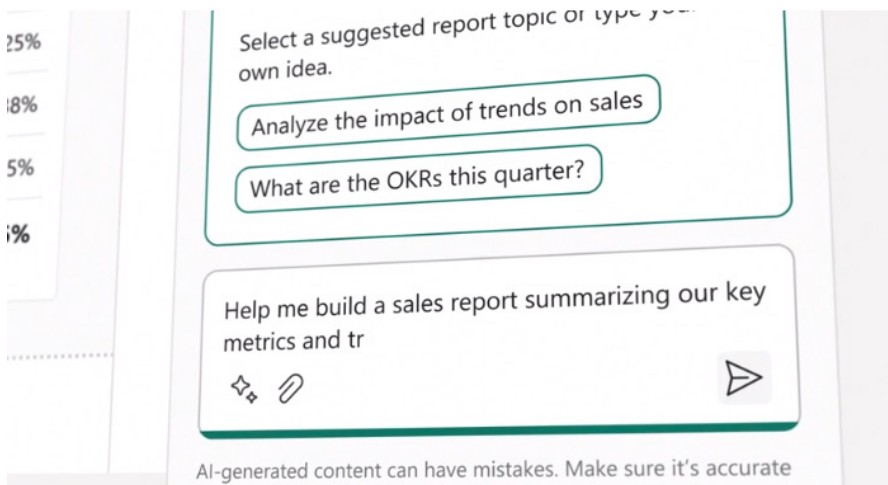 25%
8%
5%
%
Select a suggested report topic or type
own idea.
Analyze the impact of trends on sales
What are the OKRs this quarter?
Help me build a sales report summarizing our key
metrics and tr
AI-generated content can have mistakes. Make sure it's accurate